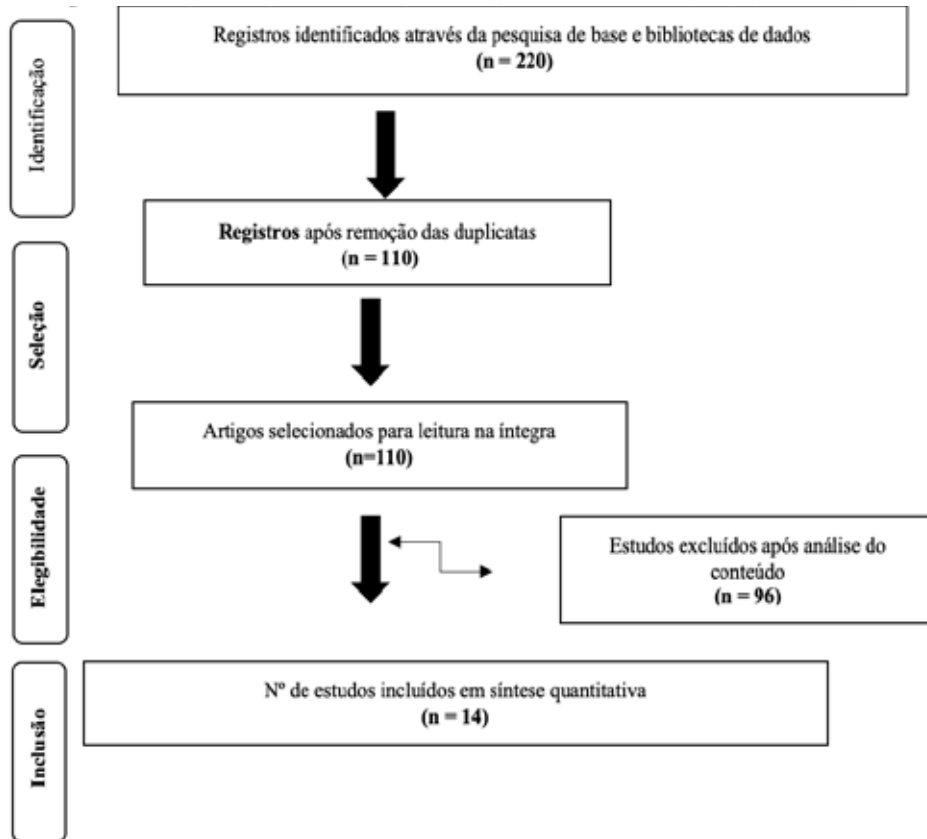 Identificação
Registros identificados através da pesquisa de base e bibliotecas de dados
(n = 220)
Registros após remoção das duplicatas
(n = 110)
Seleção
Artigos selecionados para leitura na íntegra
(n=110)
Elegibilidade
Estudos excluídos após análise do
conteúdo
(n = 96)
Inclusão
Nº de estudos incluídos em síntese quantitativa
(n = 14)